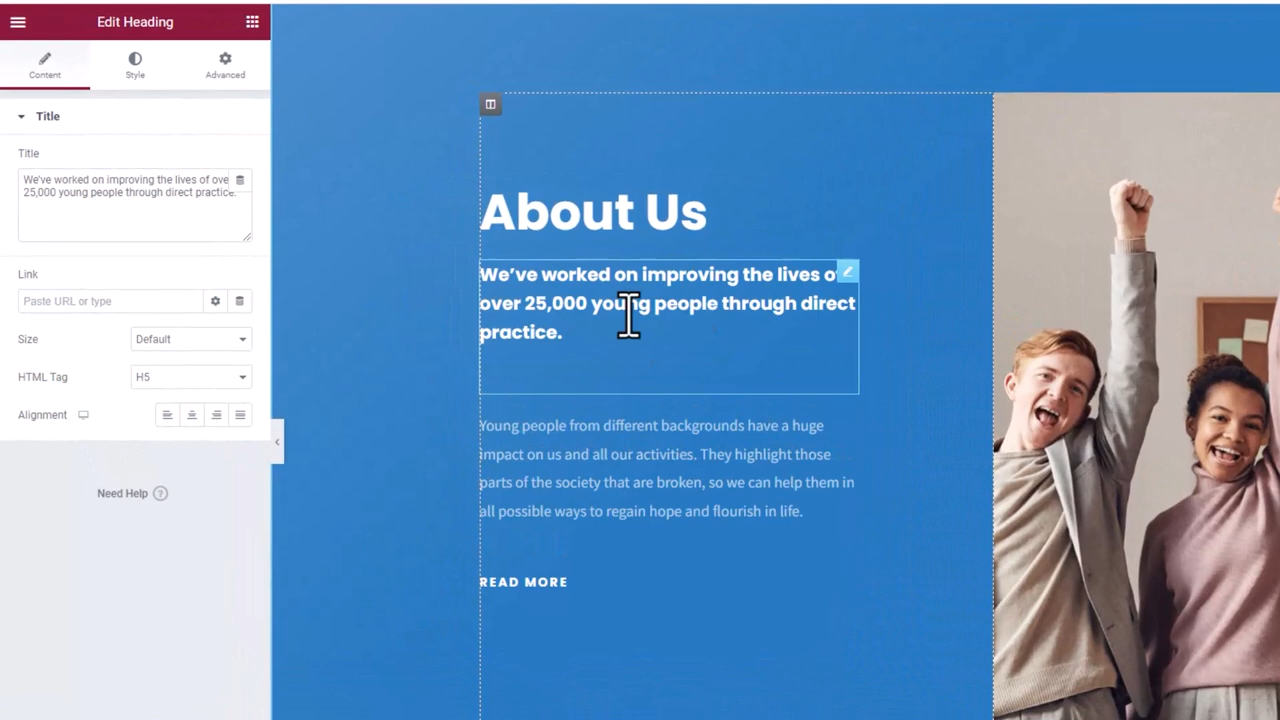 Edit Heading
Content
Style
Advanced
Title
Title
We've worked on improving the lives of ove
25,000 young people through direct practice.
Link
Paste URL or type
Size
Default
HTML Tag
H5
Alignment
Need Help ?
About Us
We've worked on improving the lives of
over 25,000 young people through direct
practice.
Young people from different backgrounds have a huge
impact on us and all our activities. They highlight those
parts of the society that are broken, so we can help them in
all possible ways to regain hope and flourish in life.
READ MORE